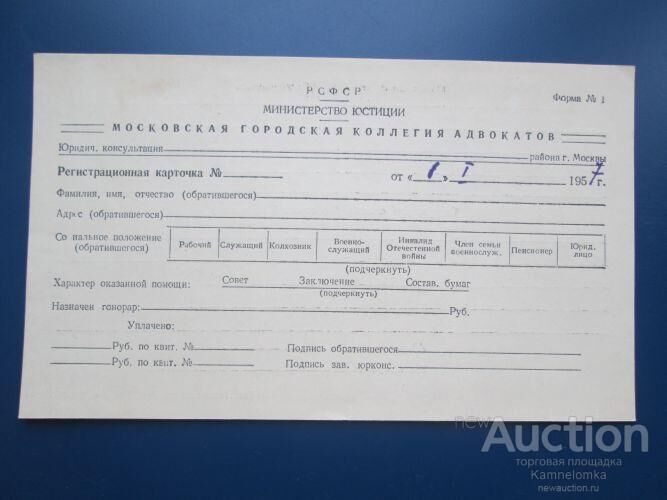 РСФСР
Форма № 1
МИНИСТЕРСТВО ЮСТИЦИИ
МОСКОВСКАЯ ГОРОДСКАЯ КОЛЛЕГИЯ АДВОКАТОВ
Юридич. консультация района г. Москвы
Регистрационная карточка № от «1» I 1957 г.
Фамилия, имя, отчество (обратившегося)
Адрес (обратившегося)
Со иальное положение (обратившегося) Рабочий Служащий Колхозник Военно-служащий Инвалид Отечественной войны Член семьи военнослуж. Пенсионер Юрид. лицо
(подчеркнуть)
Характер оказанной помощи: Совет Заключение Состав. бумаг
(подчеркнуть)
Назначен гонорар: Руб.
Уплачено:
Руб. по квит. № Подпись обратившегося
Руб. по квит. № Подпись зав. юрконс.
newAuction
торговая площадка
Kamnelomka
newauction.ru